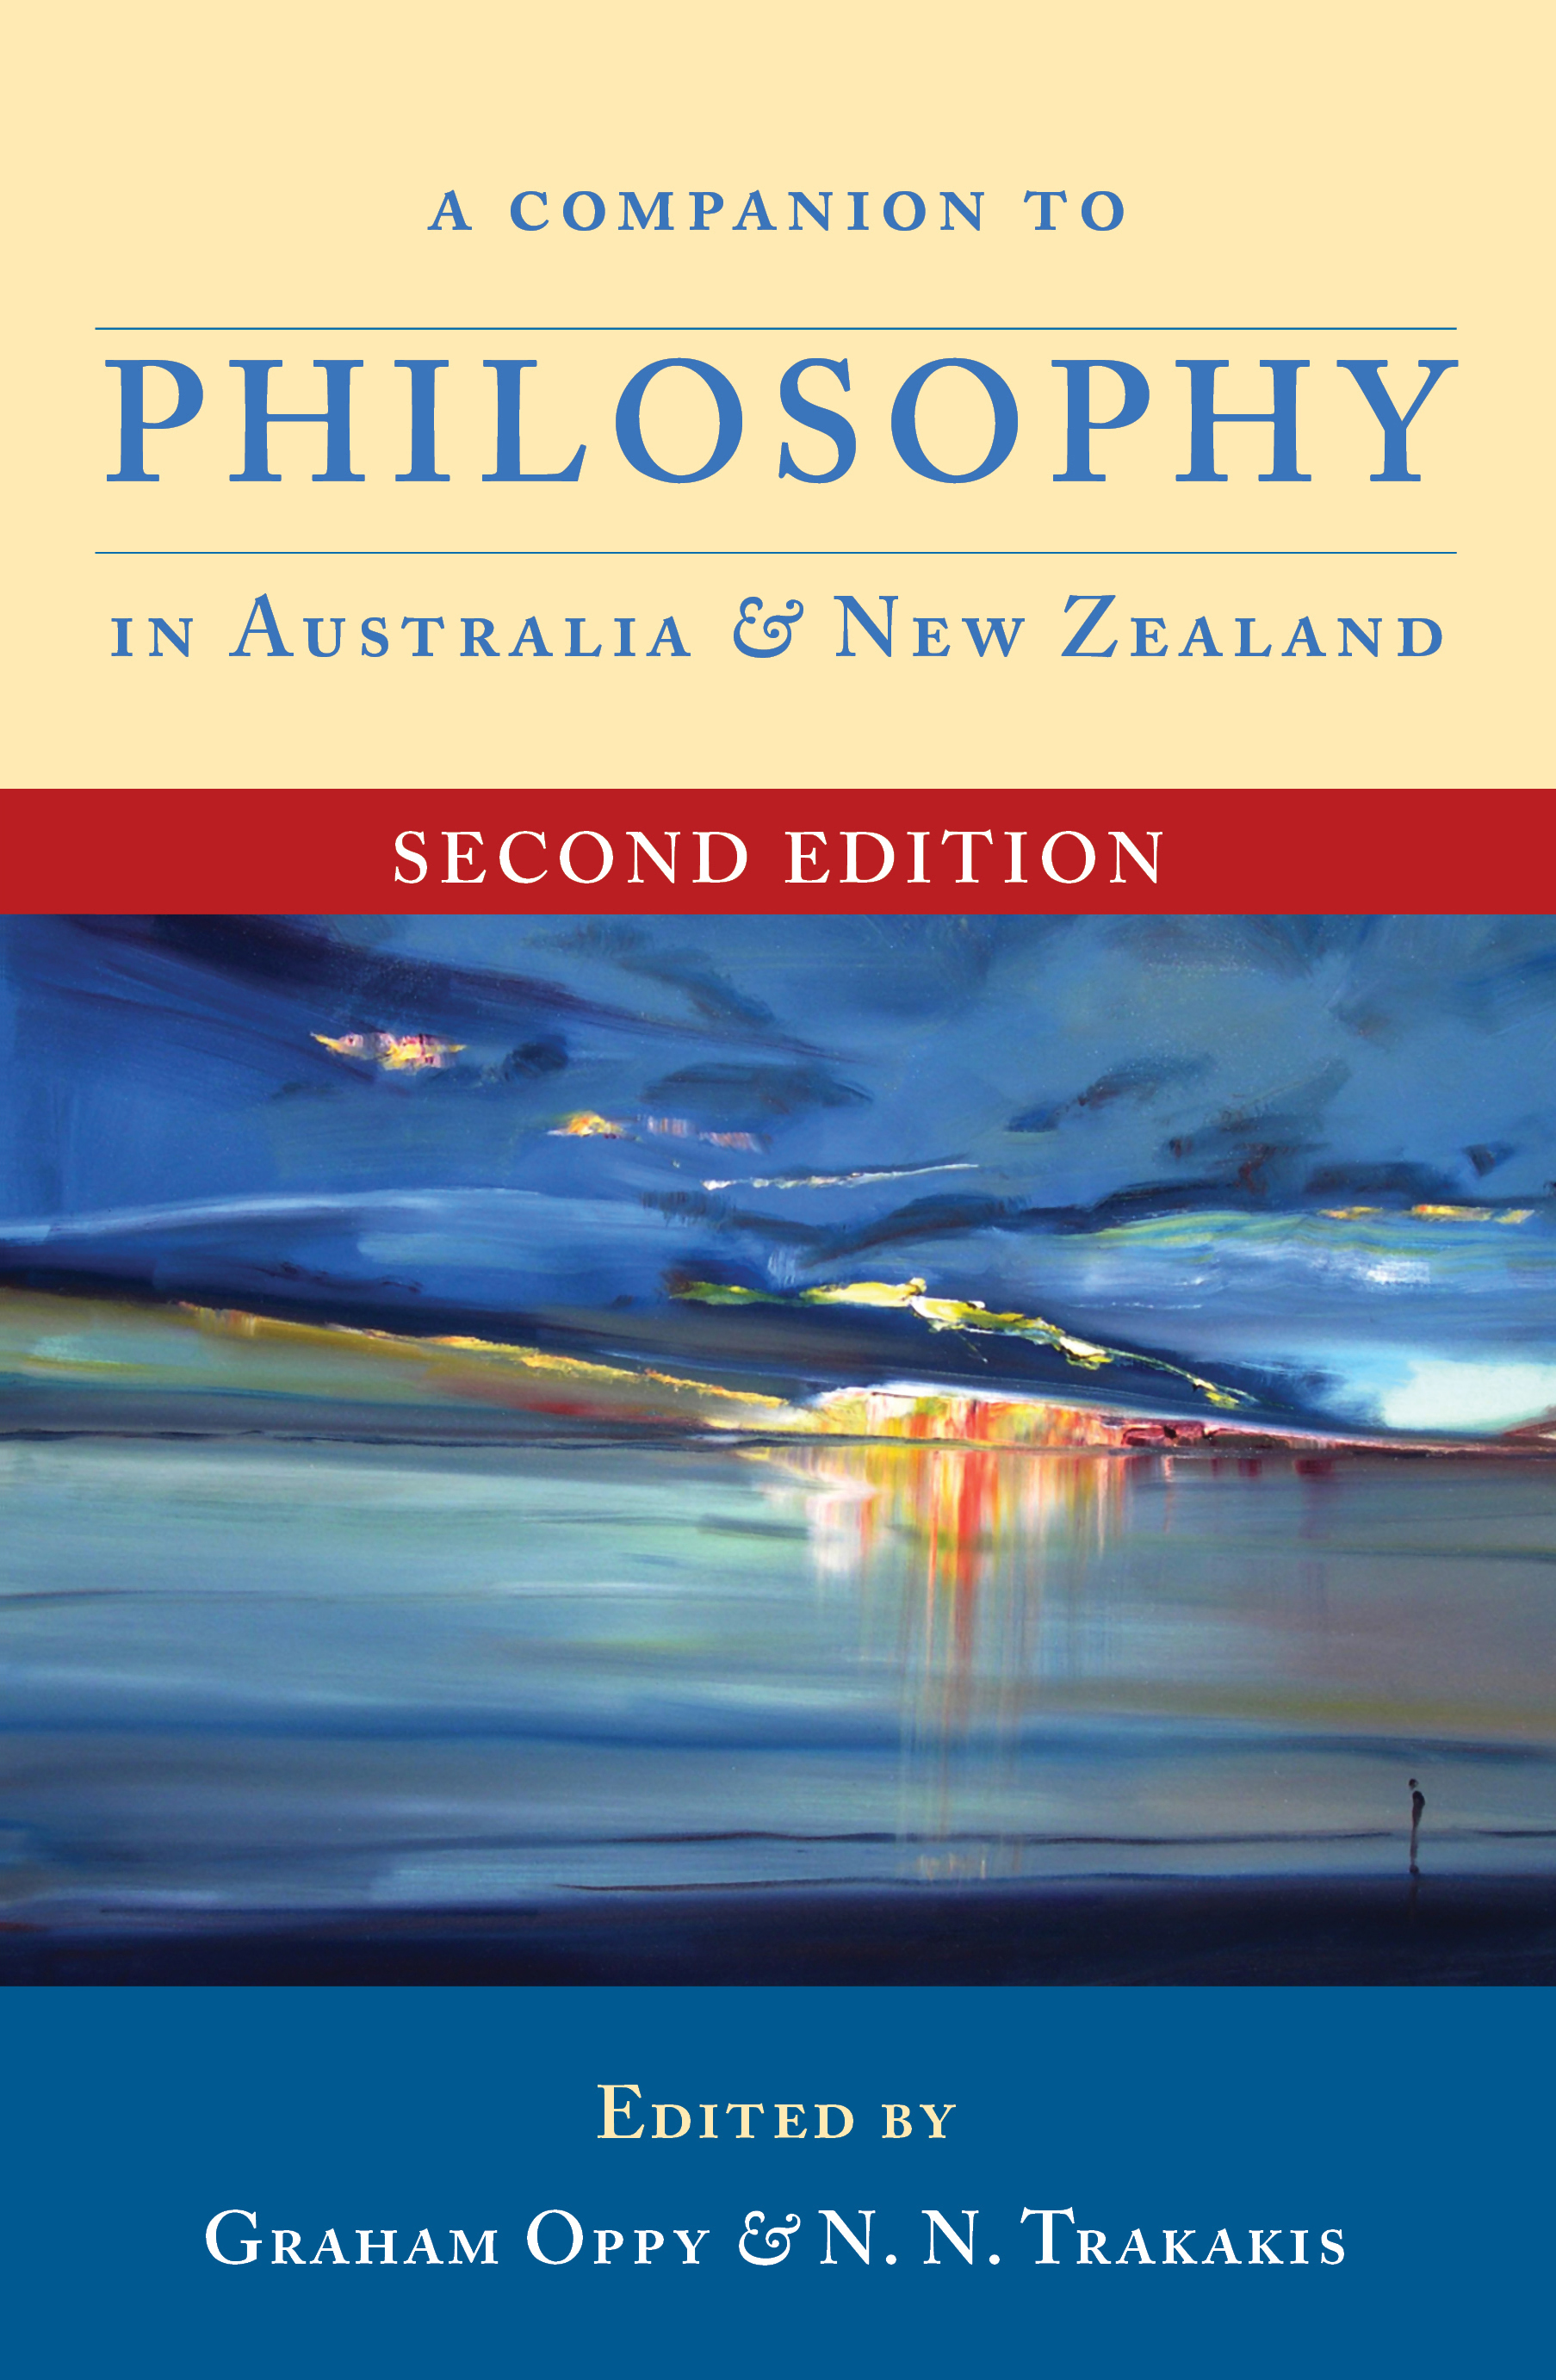 A COMPANION TO
PHILOSOPHY
IN AUSTRALIA & NEW ZEALAND
SECOND EDITION
EDITED BY
GRAHAM OPPY & N. N. TRAKAKIS